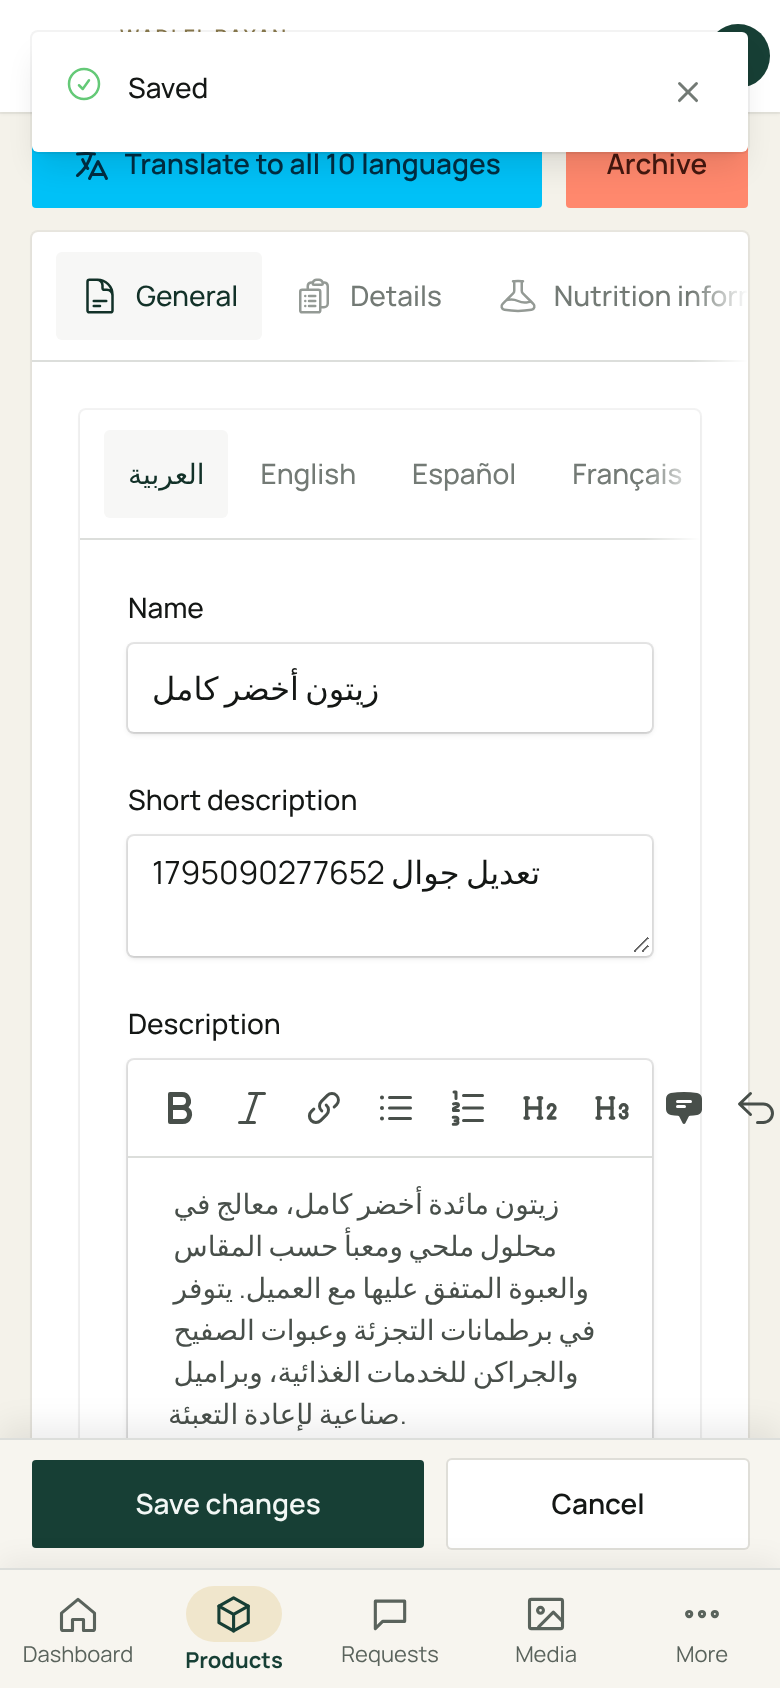 Saved
Translate to all 10 languages
Archive
General
Details
Nutrition infor
العربية
English
Español
Français
Name
زيتون أخضر كامل
Short description
تعديل جوال 1795090277652
Description
B I H2 H3
زيتون مائدة أخضر كامل، معالج في
محلول ملحي ومعبأ حسب المقاس
والعبوة المتفق عليها مع العميل. يتوفر
في برطمانات التجزئة وعبوات الصفيح
والجراكن للخدمات الغذائية، وبراميل
صناعية لإعادة التعبئة.
Save changes
Cancel
Dashboard
Products
Requests
Media
More